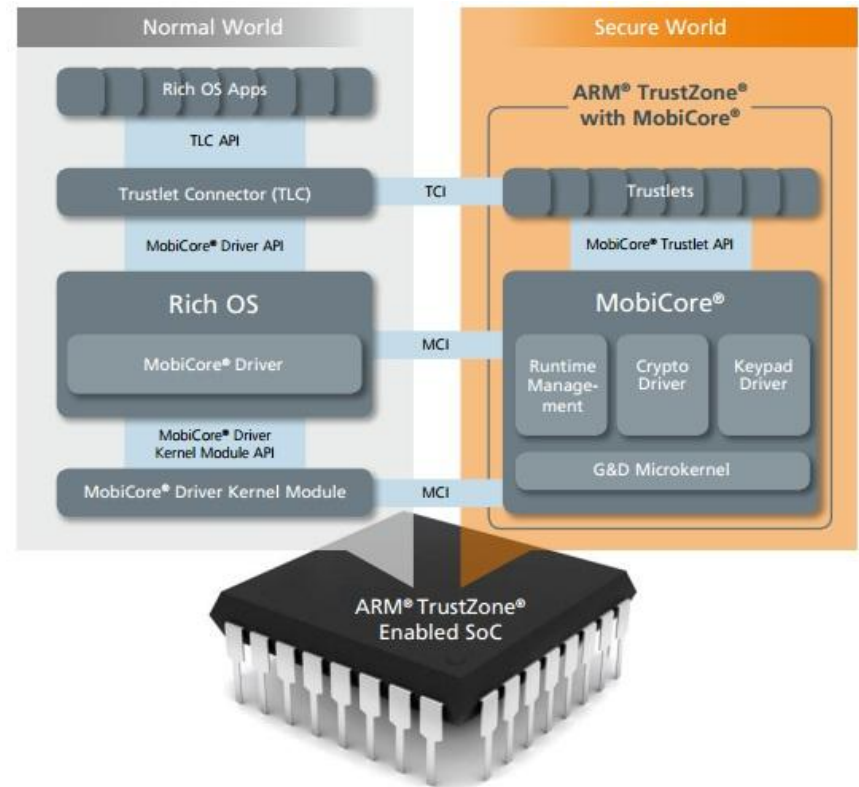 Normal World
Secure World
Rich OS Apps
ARM® TrustZone®
with MobiCore®
TLC API
Trustlet Connector (TLC)
TCI
Trustlets
MobiCore® Driver API
MobiCore® Trustlet API
Rich OS
MobiCore®
MobiCore® Driver
MCI
Runtime
Manage-
ment
Crypto
Driver
Keypad
Driver
MobiCore® Driver
Kernel Module API
G&D Microkernel
MobiCore® Driver Kernel Module
MCI
ARM® TrustZone®
Enabled SoC